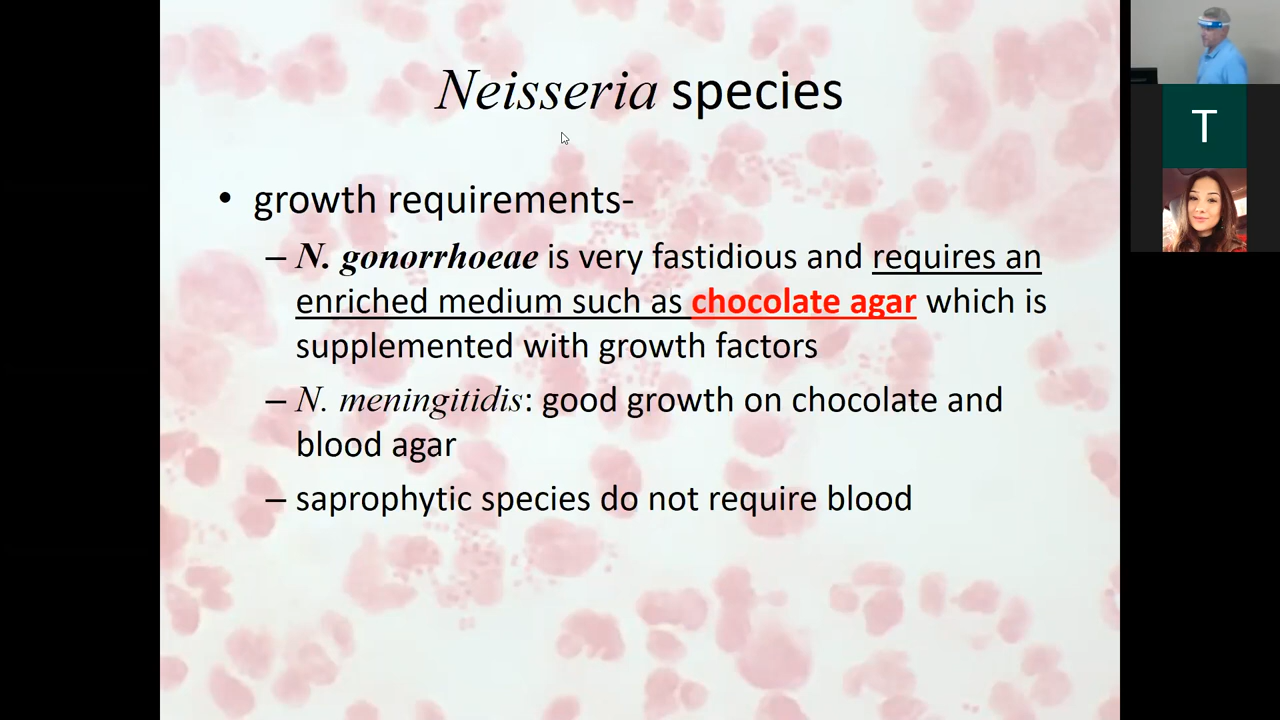 Neisseria species
• growth requirements-
– N. gonorrhoeae is very fastidious and requires an
enriched medium such as chocolate agar which is
supplemented with growth factors
– N. meningitidis: good growth on chocolate and
blood agar
– saprophytic species do not require blood
T